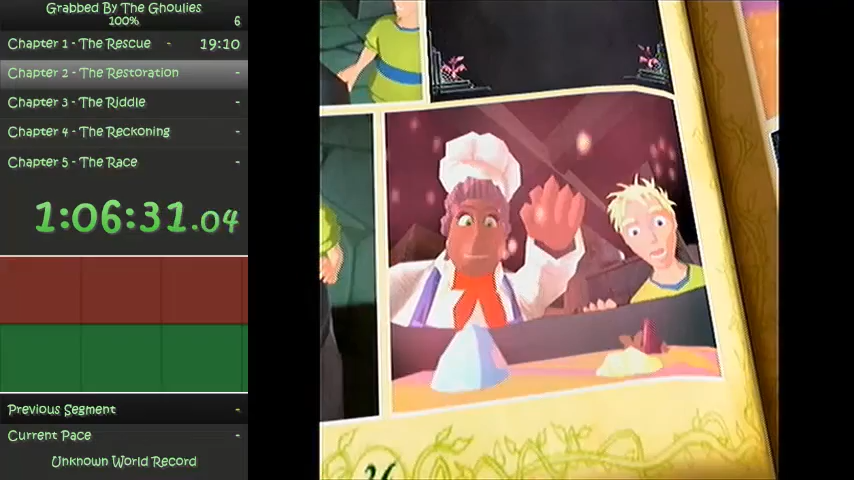 Grabbed By The Ghoulies
100% 6
Chapter 1 - The Rescue - 19:10
Chapter 2 - The Restoration -
Chapter 3 - The Riddle -
Chapter 4 - The Reckoning -
Chapter 5 - The Race -
1:06:31.04
Previous Segment -
Current Pace -
Unknown World Record